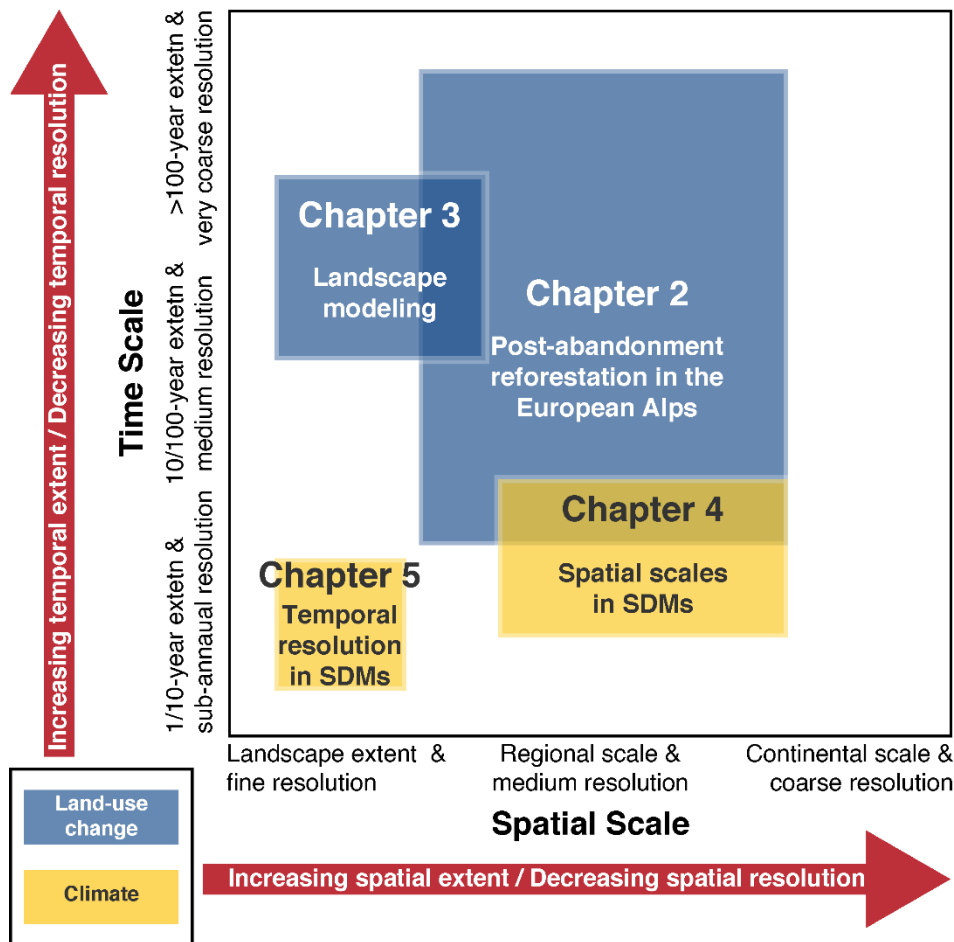 Increasing temporal extent / Decreasing temporal resolution
Time Scale
>100-year extetn &
very coarse resolution
10/100-year extetn &
medium resolution
1/10-year extetn &
sub-annaual resolution
Chapter 3
Landscape
modeling
Chapter 2
Post-abandonment
reforestation in the
European Alps
Chapter 4
Spatial scales
in SDMs
Chapter 5
Temporal
resolution
in SDMs
Landscape extent &
fine resolution
Regional scale &
medium resolution
Continental scale &
coarse resolution
Spatial Scale
Increasing spatial extent / Decreasing spatial resolution
Land-use
change
Climate